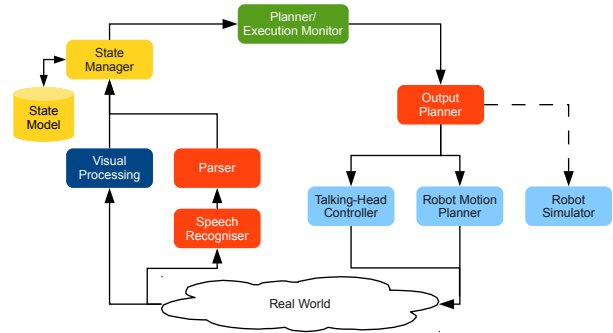 Planner/
Execution Monitor
State
Manager
State
Model
Output
Planner
Visual
Processing
Parser
Talking-Head
Controller
Robot Motion
Planner
Robot
Simulator
Speech
Recogniser
Real World